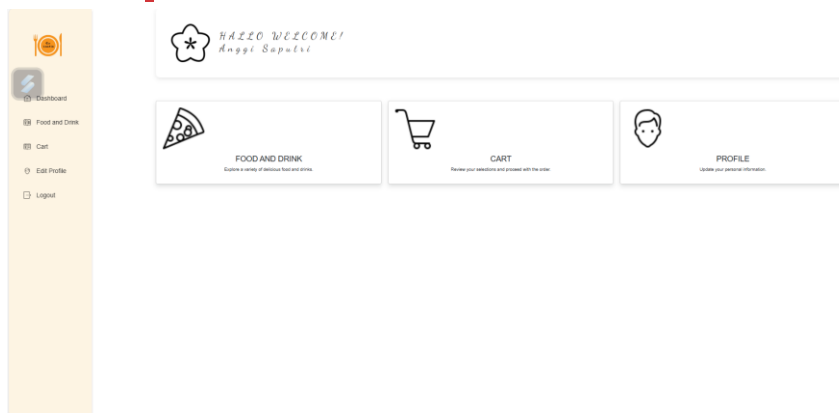 Dashboard
Food and Drink
Cart
Edit Profile
Logout
HALLO WELCOME!
Anggi Saputri
FOOD AND DRINK
Explore a variety of delicious food and drinks.
CART
Review your selections and proceed with the order.
PROFILE
Update your personal information.